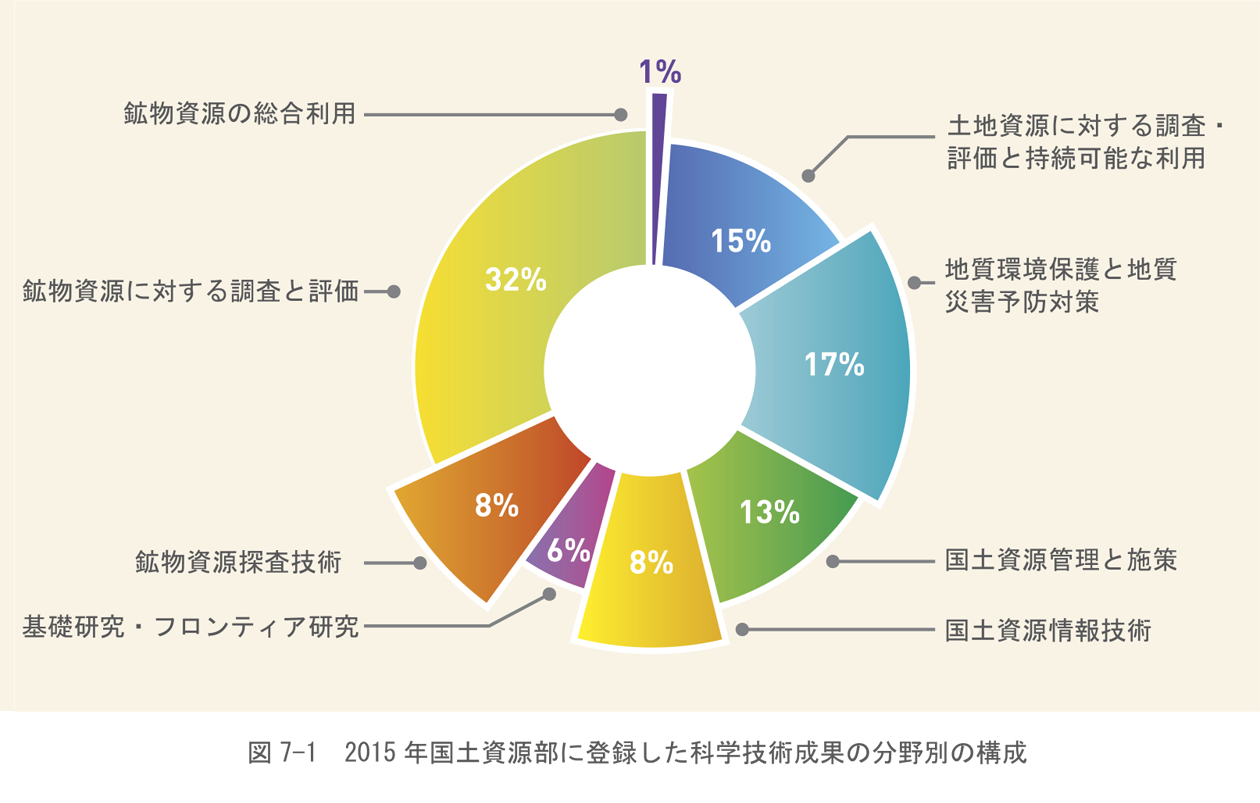 1%
鉱物資源の総合利用
土地資源に対する調査・
評価と持続可能な利用
15%
地質環境保護と地質
災害予防対策
32%
鉱物資源に対する調査と評価
17%
8%
13%
6%
8%
鉱物資源探査技術
国土資源管理と施策
基礎研究・フロンティア研究
国土資源情報技術
図 7-1 2015 年国土資源部に登録した科学技術成果の分野別の構成